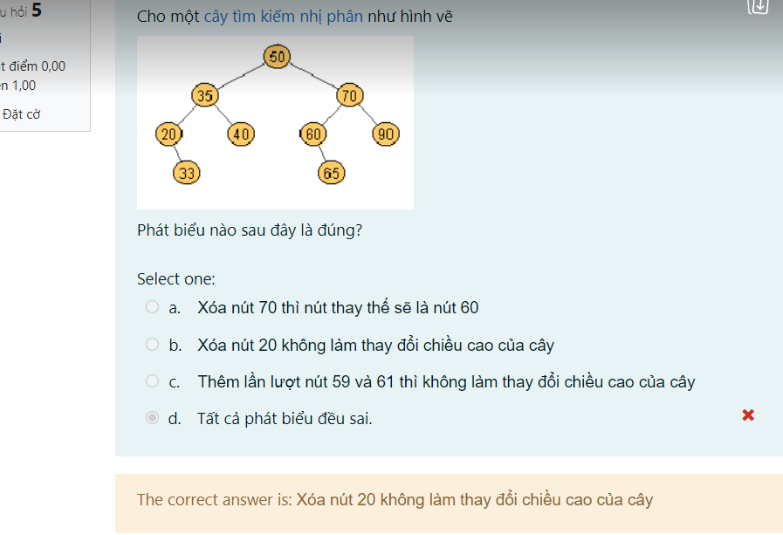 u hỏi 5
Cho một cây tìm kiếm nhị phân như hình vẽ
i
t điểm 0,00
n 1,00
Đặt cờ
50
35 70
20 40 60 90
33 65
Phát biểu nào sau đây là đúng?
Select one:
a. Xóa nút 70 thì nút thay thế sẽ là nút 60
b. Xóa nút 20 không làm thay đổi chiều cao của cây
c. Thêm lần lượt nút 59 và 61 thì không làm thay đổi chiều cao của cây
d. Tất cả phát biểu đều sai.
The correct answer is: Xóa nút 20 không làm thay đổi chiều cao của cây